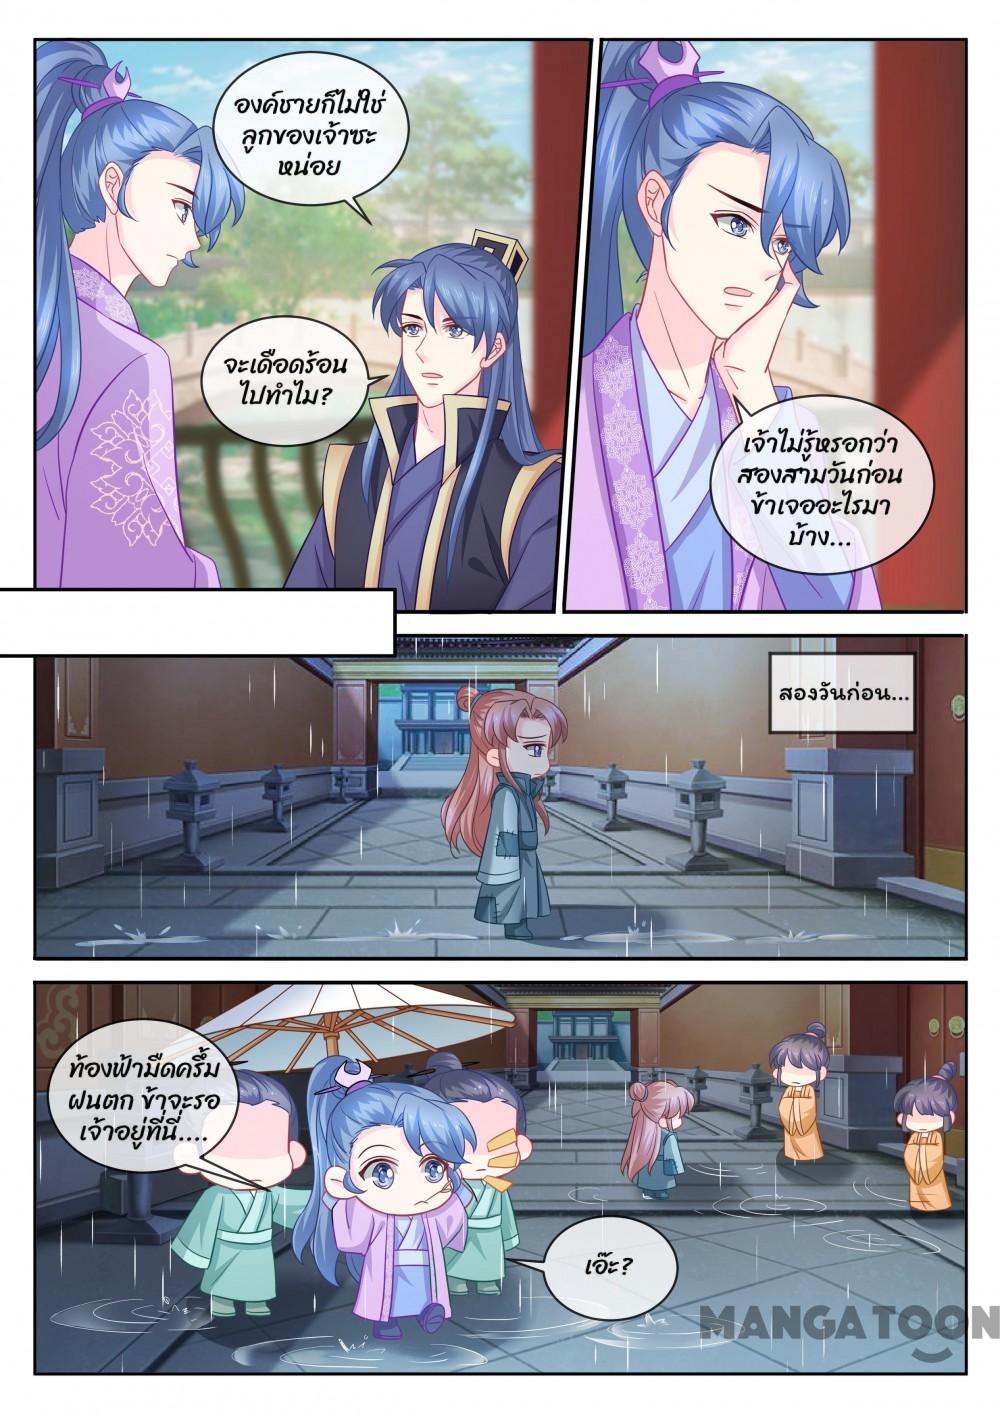 องค์ชายก็ไม่ใช่
ลูกของเจ้าซะ
หน่อย
จะเดือดร้อน
ไปทำไม?
เจ้าไม่รู้หรอกว่า
สองสามวันก่อน
ข้าเจออะไรมา
บ้าง...
สองวันก่อน...
ท้องฟ้ามืดครึ้ม
ฝนตก ข้าจะรอ
เจ้าอยู่ที่นี่....
เอ๊ะ?
MANGATOON